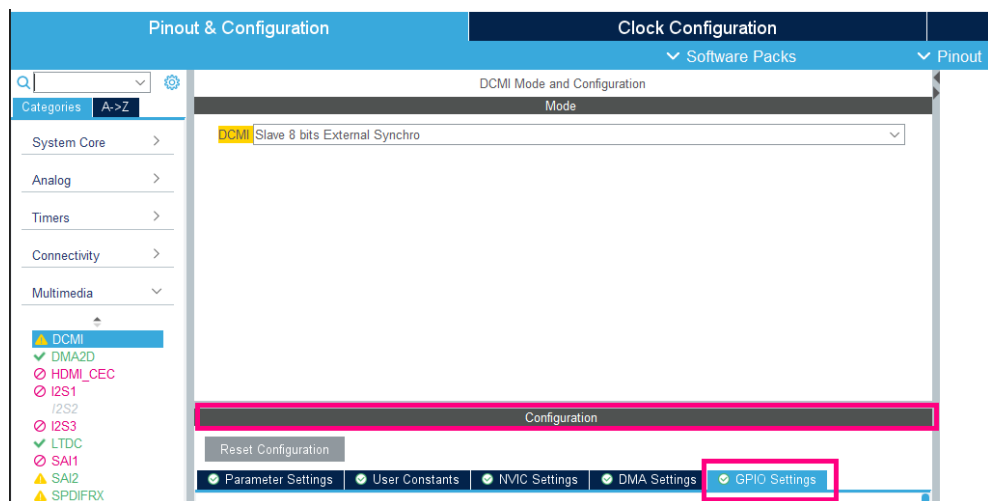 Pinout & Configuration
Clock Configuration
Software Packs
Pinout
Categories
A->Z
System Core
Analog
Timers
Connectivity
Multimedia
DCMI
DMA2D
HDMI_CEC
I2S1
I2S2
I2S3
LTDC
SAI1
SAI2
SPDIFRX
DCMI Mode and Configuration
Mode
DCMI Slave 8 bits External Synchro
Configuration
Reset Configuration
Parameter Settings
User Constants
NVIC Settings
DMA Settings
GPIO Settings